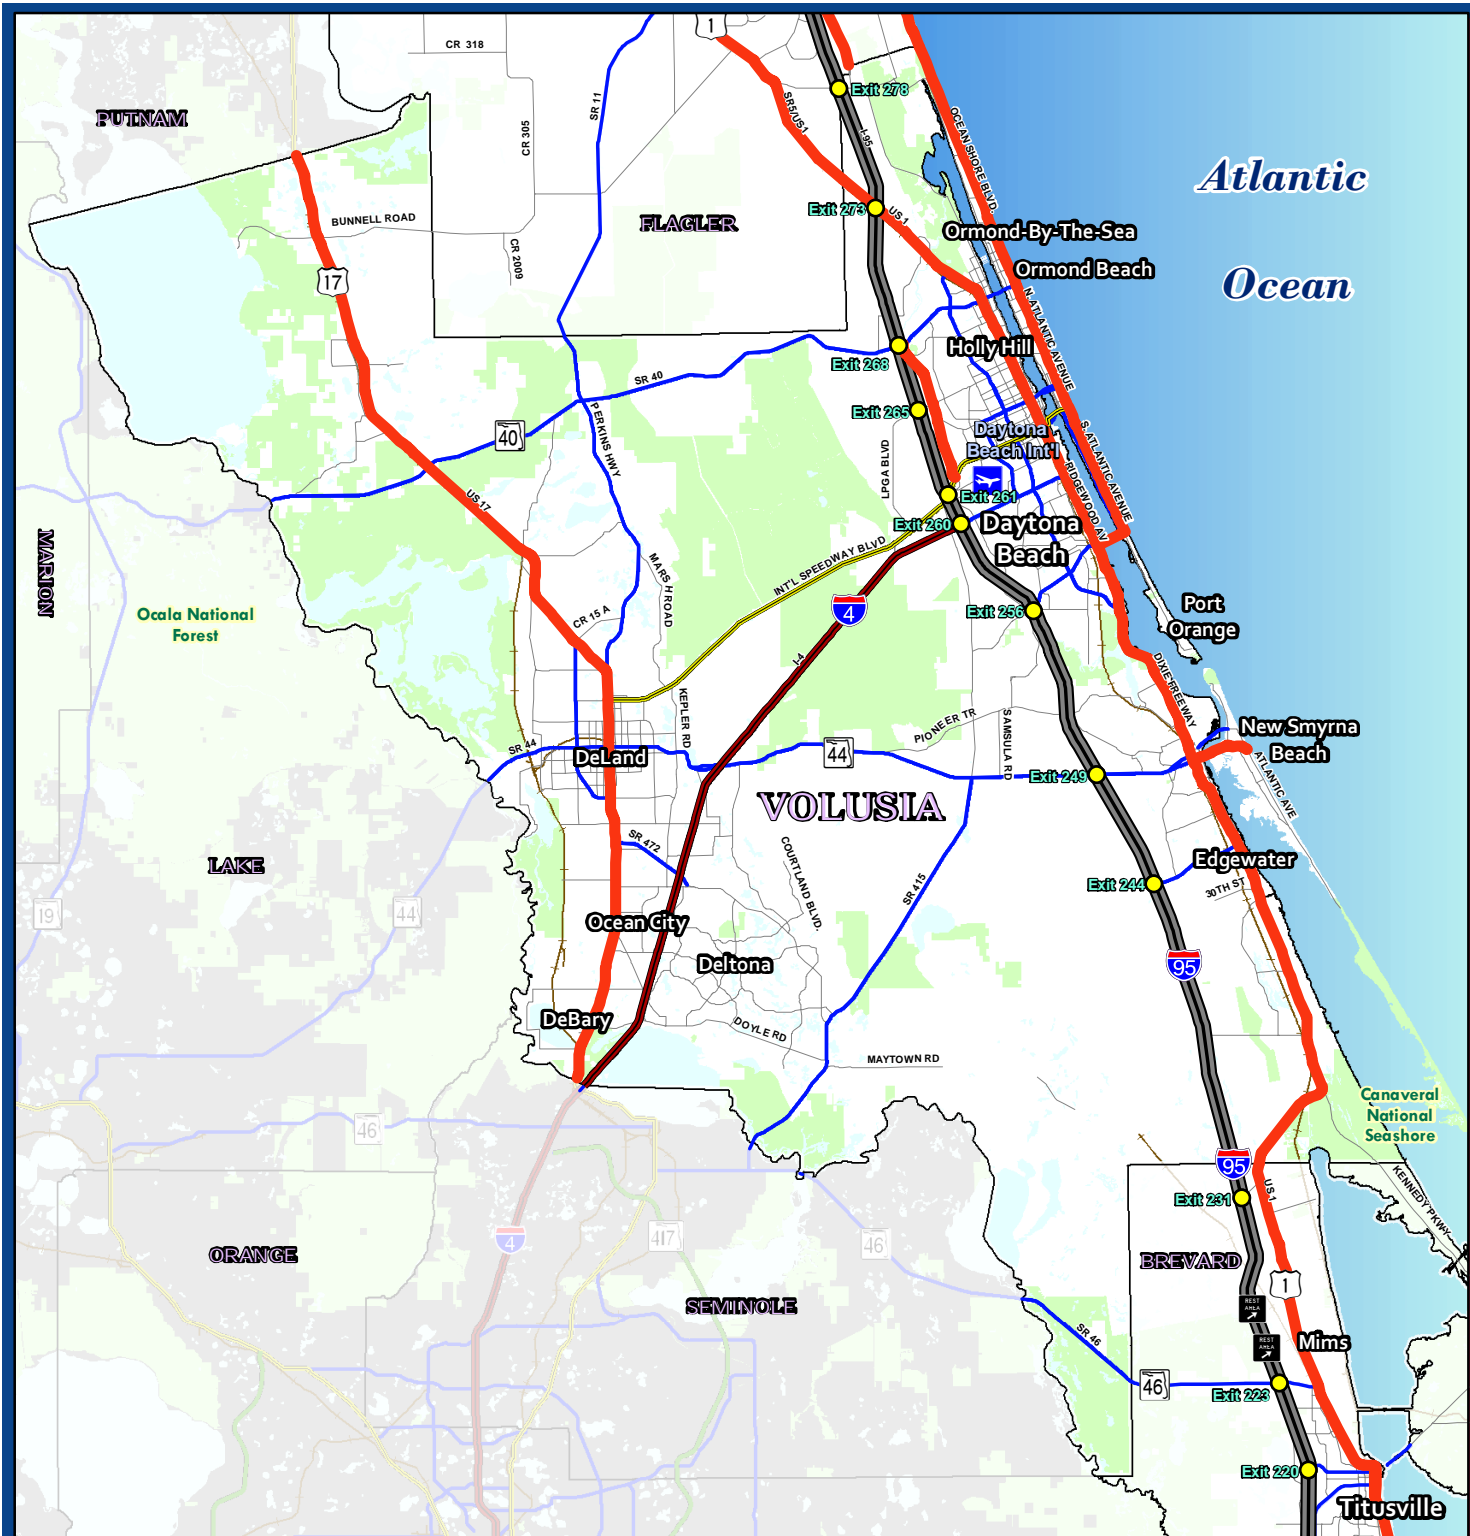 1
CR 318
Exit 278
PUTNAM
SR 11
SR5/US1
CR 305
I-95
OCEAN SHORE BLVD.
Atlantic
Exit 273
US 1
BUNNELL ROAD
FLAGLER
Ormond-By-The-Sea
CR 2009
Ormond Beach
17
Ocean
N. ATLANTIC AVENUE
Holly Hill
Exit 268
SR 40
Exit 265
PERKINS HWY
40
Daytona
Beach Int'l
S. ATLANTIC AVENUE
LPGA BLVD
RIDGEWOOD AV
US 17
Exit 261
Exit 260
Daytona
Beach
MARION
INT'L SPEEDWAY BLVD
MARSH ROAD
Ocala National
Forest
CR 15 A
4
Exit 256
Port
Orange
I-4
DIXIE FREEWAY
KEPLER RD
PIONEER TR
SAMSULA RD
New Smyrna
Beach
SR 44
DeLand
44
Exit 249
ATLANTIC AVE
VOLUSIA
SR 472
COURTLAND BLVD.
LAKE
Edgewater
Exit 244
30TH ST
SR 415
19
44
Ocean City
Deltona
95
DeBary
DOYLE RD
MAYTOWN RD
Canaveral
National
Seashore
46
95
KENNEDY PKWY
Exit 231
US 1
ORANGE
4
417
46
BREVARD
1
SEMINOLE
REST
AREA
SR 46
REST
AREA
Mims
46
Exit 223
Exit 220
Titusville